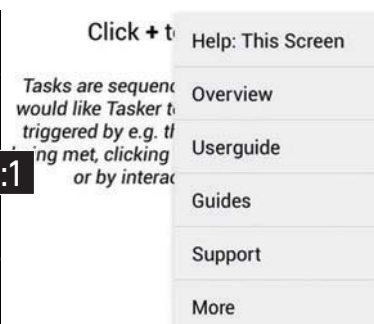 Click + t
Help: This Screen
Tasks are sequenc
Overview
would like Tasker t
triggered by e.g. th
Userguide
ing met, clicking
:1
or by interac
Guides
Support
More